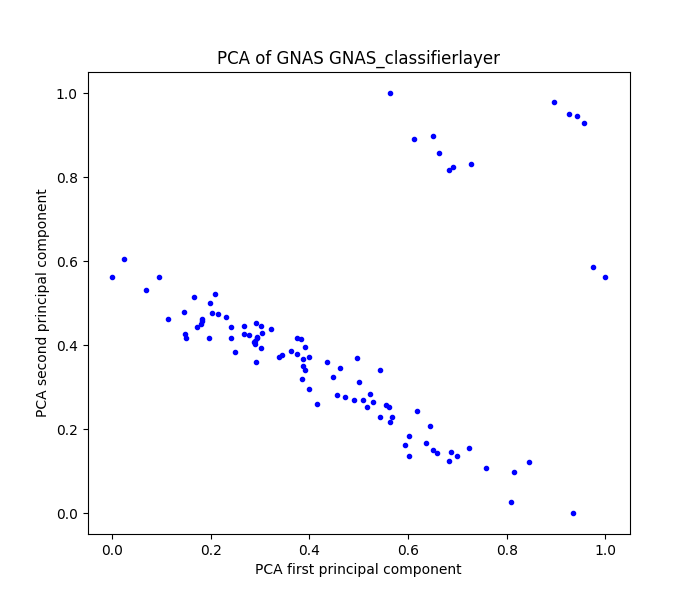 PCA of GNAS GNAS_classifierlayer
1.0
0.8
0.6
0.4
0.2
0.0
PCA second principal component
0.0 0.2 0.4 0.6 0.8 1.0
PCA first principal component